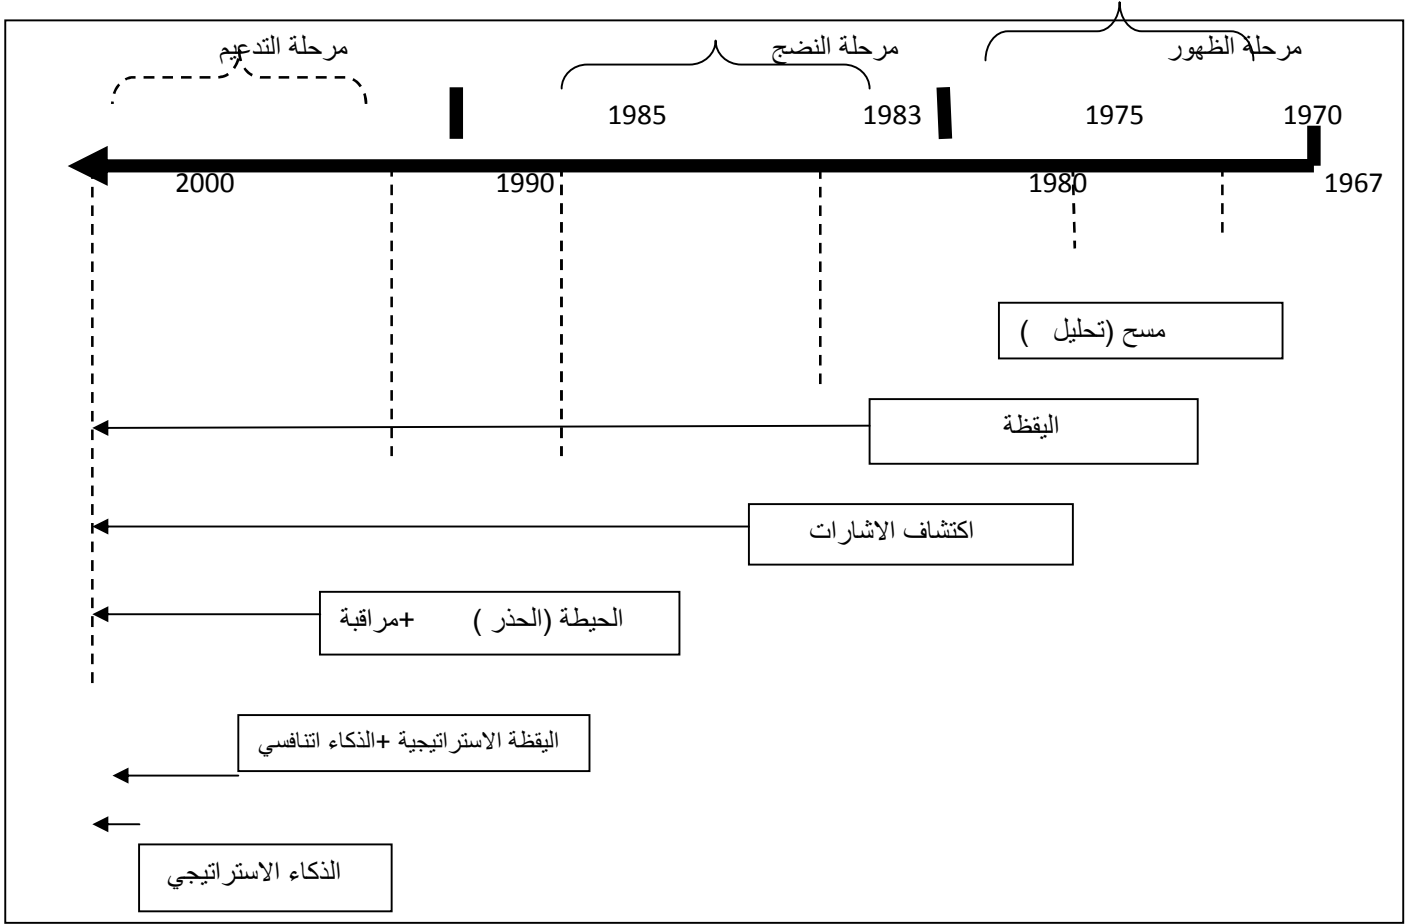 مرحلة الظهور
مرحلة النضج
مرحلة التدعيم
1970
1975
1983
1985
1967
1980
1990
2000
مسح (تحليل )
اليقظة
اكتشاف الاشارات
الحيطة (الحذر ) +مراقبة
اليقظة الاستراتيجية +الذكاء اتنافسي
الذكاء الاستراتيجي